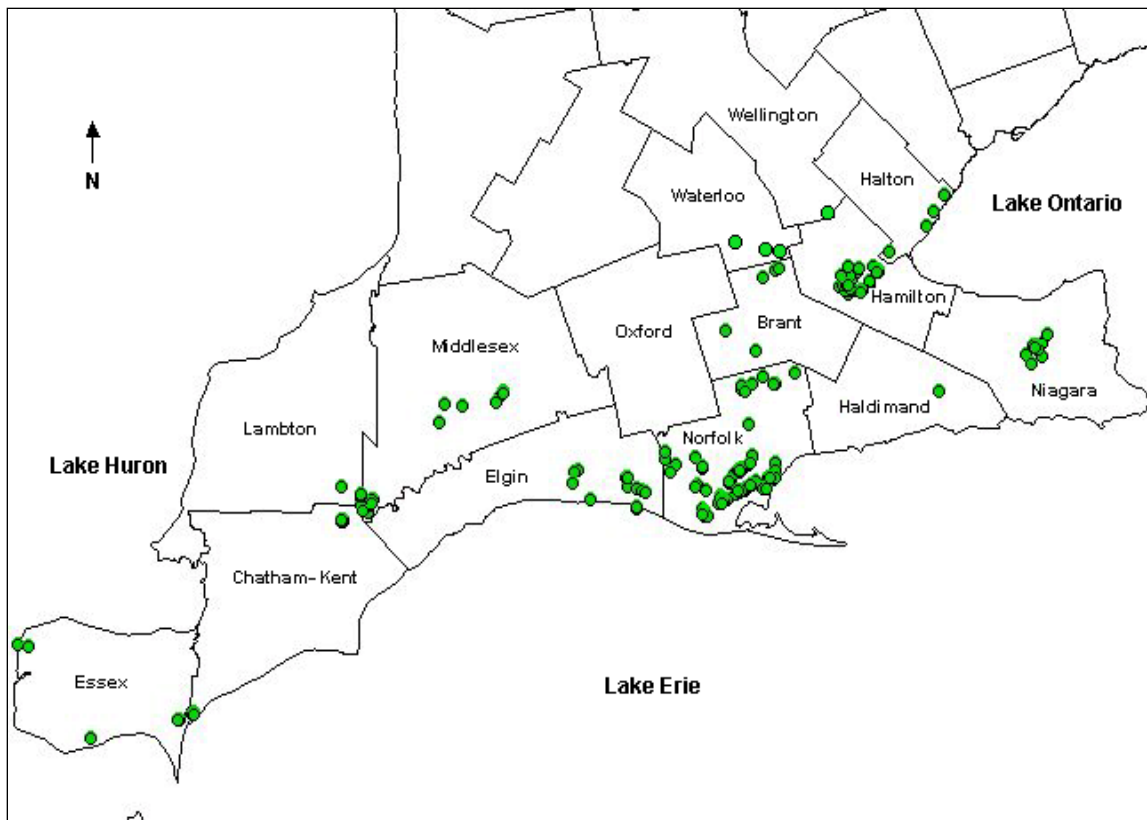 Wellington
Halton
N
Waterloo
Lake Ontario
Hamilton
Brant
Oxford
Middlesex
Niagara
Haldimand
Lambton
Norfolk
Lake Huron
Elgin
Chatham-Kent
Essex
Lake Erie